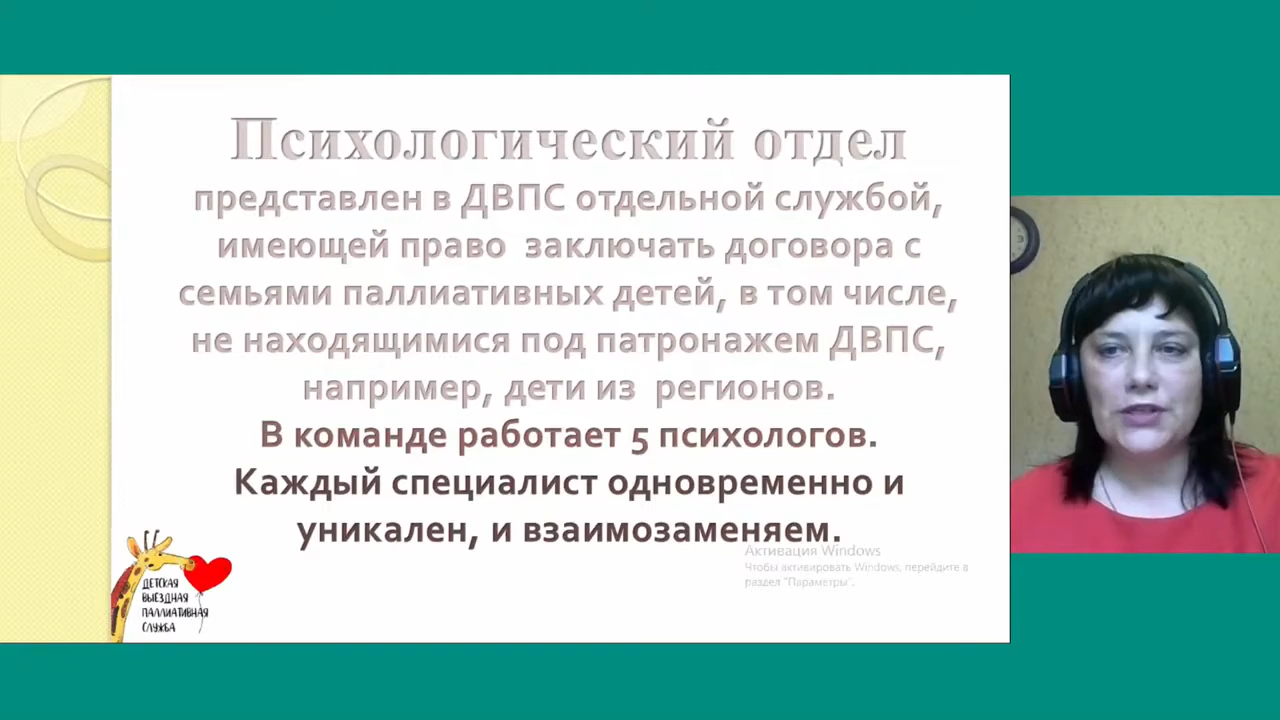 Психологический отдел
представлен в ДВПС отдельной службой,
имеющей право заключать договора с
семьями паллиативных детей, в том числе,
не находящимися под патронажем ДВПС,
например, дети из регионов.
В команде работает 5 психологов.
Каждый специалист одновременно и
уникален, и взаимозаменяем.
Активация Windows
Чтобы активировать Windows, перейдите в
раздел "Параметры".
ДЕТСКАЯ
ВЫЕЗДНАЯ
ПАЛЛИАТИВНАЯ
СЛУЖБА